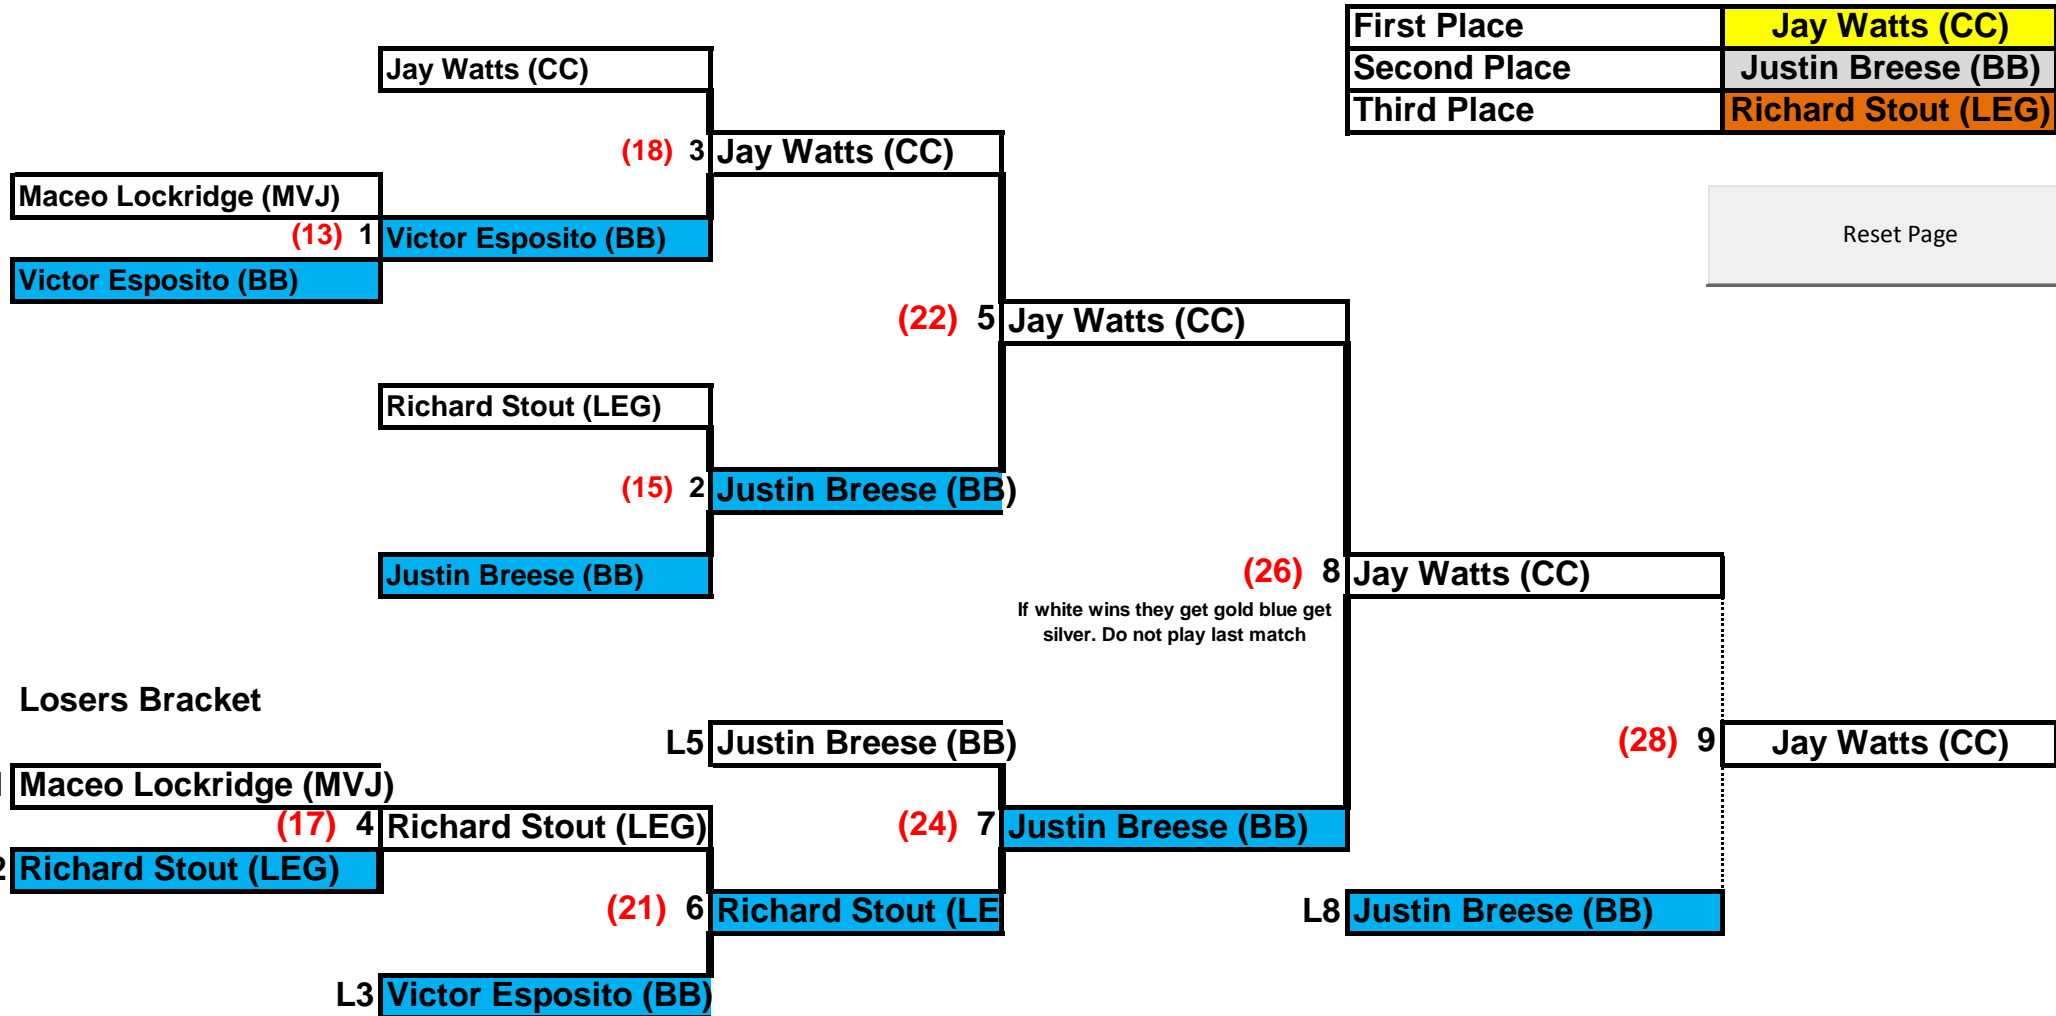 First Place Jay Watts (CC)
Jay Watts (CC) Second Place Justin Breese (BB)
Third Place Richard Stout (LEG)
(18) 3 Jay Watts (CC)
Maceo Lockridge (MVJ)
(13) 1 Victor Esposito (BB) Reset Page
Victor Esposito (BB)
(22) 5 Jay Watts (CC)
Richard Stout (LEG)
(15) 2 Justin Breese (BB)
Justin Breese (BB) (26) 8 Jay Watts (CC)
If white wins they get gold blue get
silver. Do not play last match
Losers Bracket
L5 Justin Breese (BB) (28) 9 Jay Watts (CC)
Maceo Lockridge (MVJ)
(17) 4 Richard Stout (LEG) (24) 7 Justin Breese (BB)
2 Richard Stout (LEG)
(21) 6 Richard Stout (LE L8 Justin Breese (BB)
L3 Victor Esposito (BB)